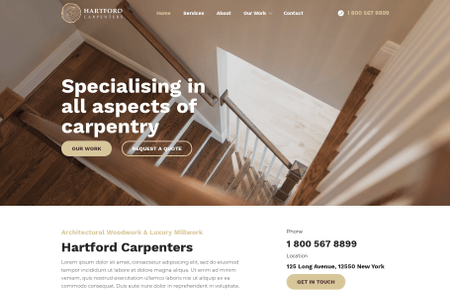 HARTFORD
CARPENTERS
Home Services About Our Work Contact
1 800 567 8899
Specialising in
all aspects of
carpentry
OUR WORK REQUEST A QUOTE
Architectural Woodwork & Luxury Millwork
Hartford Carpenters
Lorem ipsum dolor sit amet, consectetur adipiscing elit, sed do eiusmod
tempor incididunt ut labore et dolore magna aliqua. Ut enim ad minim
veniam, quis nostrud exercitation ullamco laboris nisi ut aliquip ex ea
commodo consequat. Duis aute irure dolor in reprehenderit in voluptate.
Phone
1 800 567 8899
Location
125 Long Avenue, 12550 New York
GET IN TOUCH